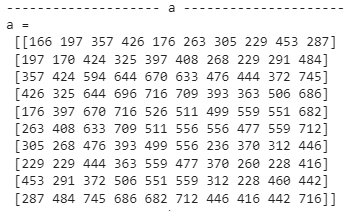 -------------------- a --------------------
a =
[[166 197 357 426 176 263 305 229 453 287]
[197 170 424 325 397 408 268 229 291 484]
[357 424 594 644 670 633 476 444 372 745]
[426 325 644 696 716 709 393 363 506 686]
[176 397 670 716 526 511 499 559 551 682]
[263 408 633 709 511 556 556 477 559 712]
[305 268 476 393 499 556 236 370 312 446]
[229 229 444 363 559 477 370 260 228 416]
[453 291 372 506 551 559 312 228 460 442]
[287 484 745 686 682 712 446 416 442 716]]